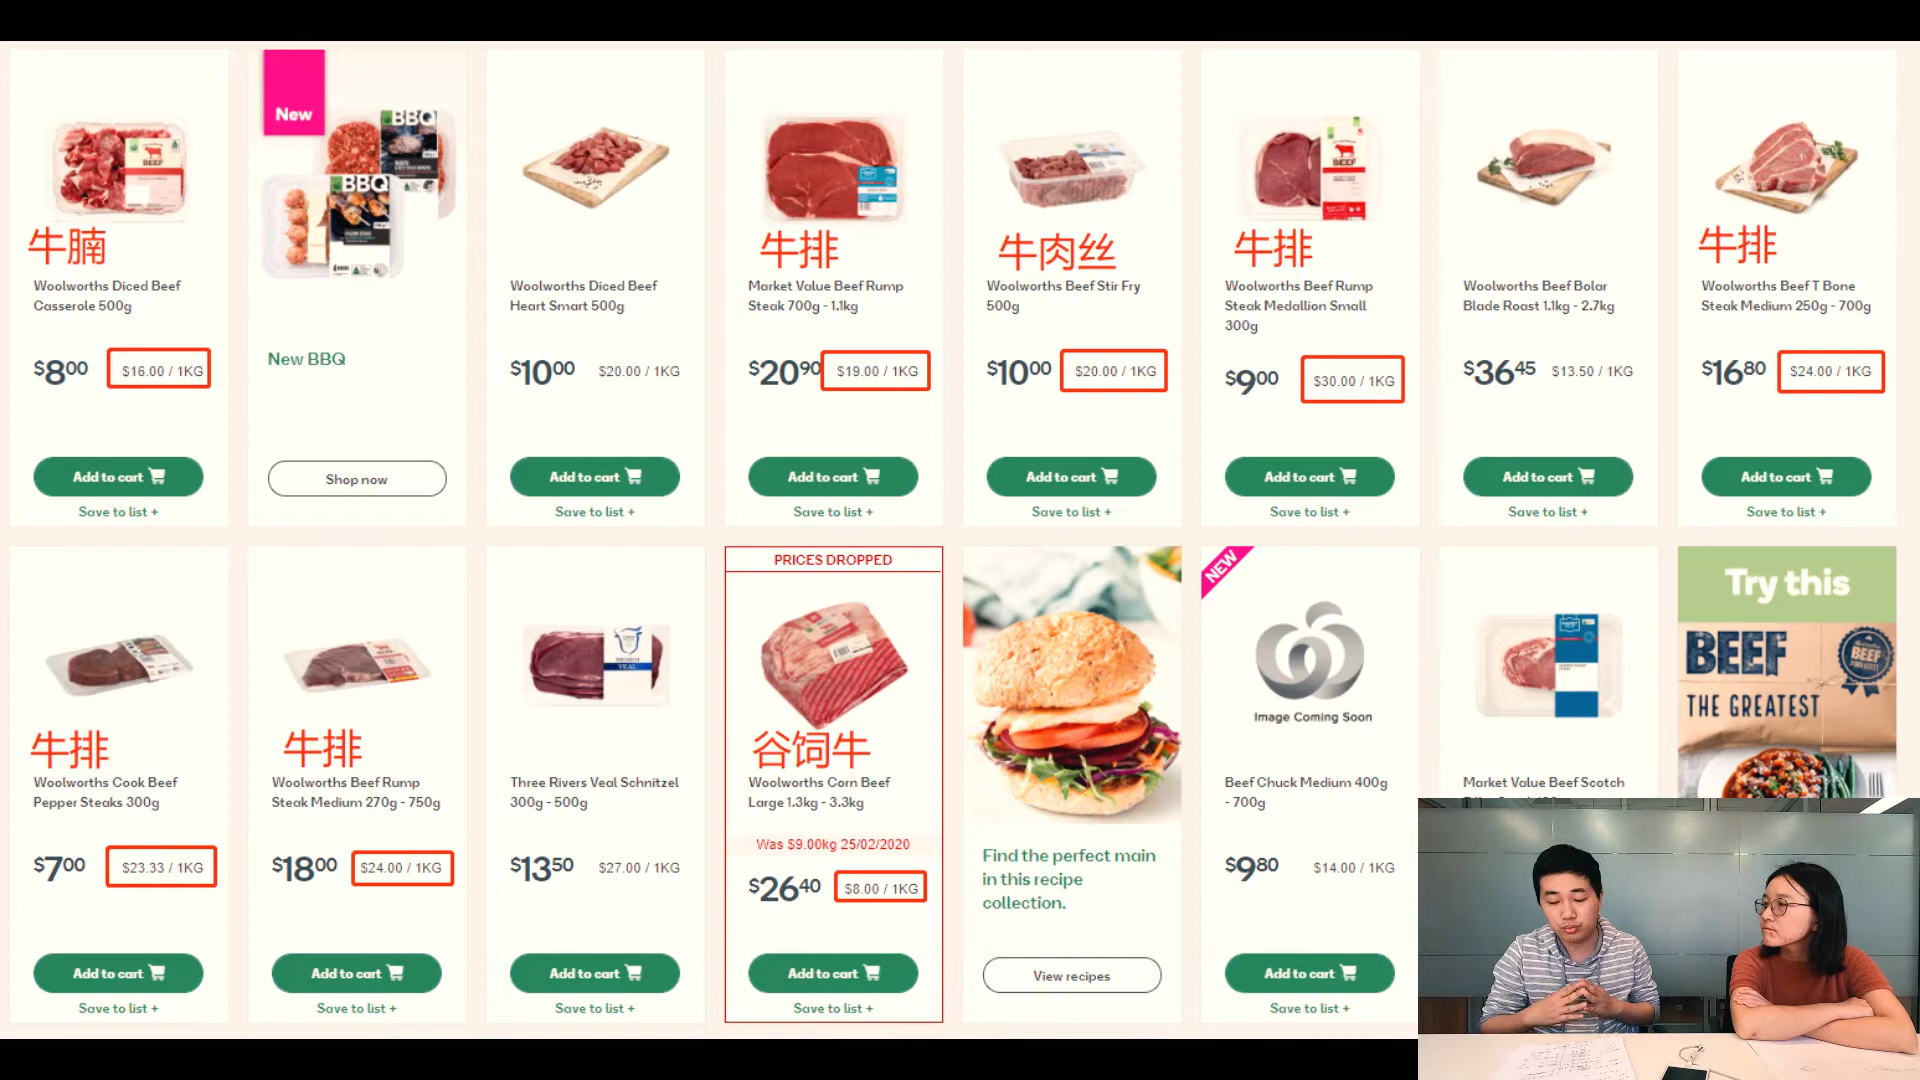 New
BBQ
BBQ
BEEF
BEEF
牛腩
牛排
牛肉丝
牛排
牛排
Woolworths Diced Beef
Casserole 500g
$8.00
$16.00 / 1KG
Add to cart
Save to list +
New BBQ
Shop now
Woolworths Diced Beef
Heart Smart 500g
$10.00
$20.00 / 1KG
Add to cart
Save to list +
Market Value Beef Rump
Steak 700g - 1.1kg
$20.90
$19.00 / 1KG
Add to cart
Save to list +
Woolworths Beef Stir Fry
500g
$10.00
$20.00 / 1KG
Add to cart
Save to list +
Woolworths Beef Rump
Steak Medallion Small
300g
$9.00
$30.00 / 1KG
Add to cart
Save to list +
Woolworths Beef Bolar
Blade Roast 1.1kg - 2.7kg
$36.45
$13.50 / 1KG
Add to cart
Save to list +
Woolworths Beef T Bone
Steak Medium 250g - 700g
$16.80
$24.00 / 1KG
Add to cart
Save to list +
牛排
Woolworths Cook Beef
Pepper Steaks 300g
$7.00
$23.33 / 1KG
Add to cart
Save to list +
牛排
Woolworths Beef Rump
Steak Medium 270g - 750g
$18.00
$24.00 / 1KG
Add to cart
Save to list +
VEAL
Three Rivers Veal Schnitzel
300g - 500g
$13.50
$27.00 / 1KG
Add to cart
Save to list +
PRICES DROPPED
谷饲牛
Woolworths Corn Beef
Large 1.3kg - 3.3kg
Was $9.00kg 25/02/2020
$26.40
$8.00 / 1KG
Add to cart
Save to list +
Find the perfect main
in this recipe
collection.
View recipes
NEW
Image Coming Soon
Beef Chuck Medium 400g
- 700g
$9.80
$14.00 / 1KG
Add to cart
Save to list +
Market Value Beef Scotch
Try this
BEEF
BEEF
THE GREATEST